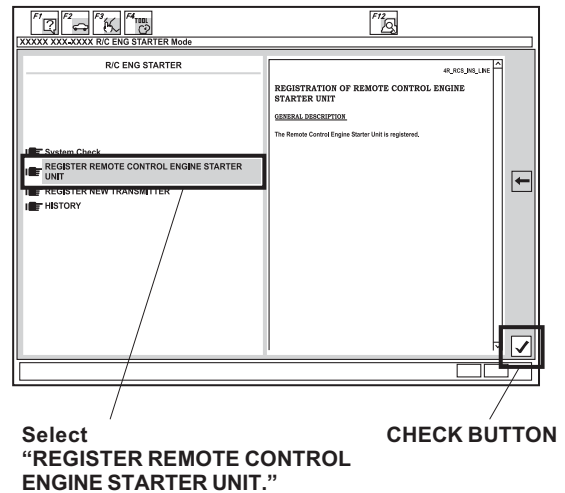 F1 F2 F3 F4 TOOL F12
XXXXX XXX-XXXX R/C ENG STARTER Mode
R/C ENG STARTER
System Check
REGISTER REMOTE CONTROL ENGINE STARTER
UNIT
REGISTER NEW TRANSMITTER
HISTORY
4R_RCS_INS_LINE
REGISTRATION OF REMOTE CONTROL ENGINE
STARTER UNIT
GENERAL DESCRIPTION
The Remote Control Engine Starter Unit is registered.
Select
“REGISTER REMOTE CONTROL
ENGINE STARTER UNIT.”
CHECK BUTTON